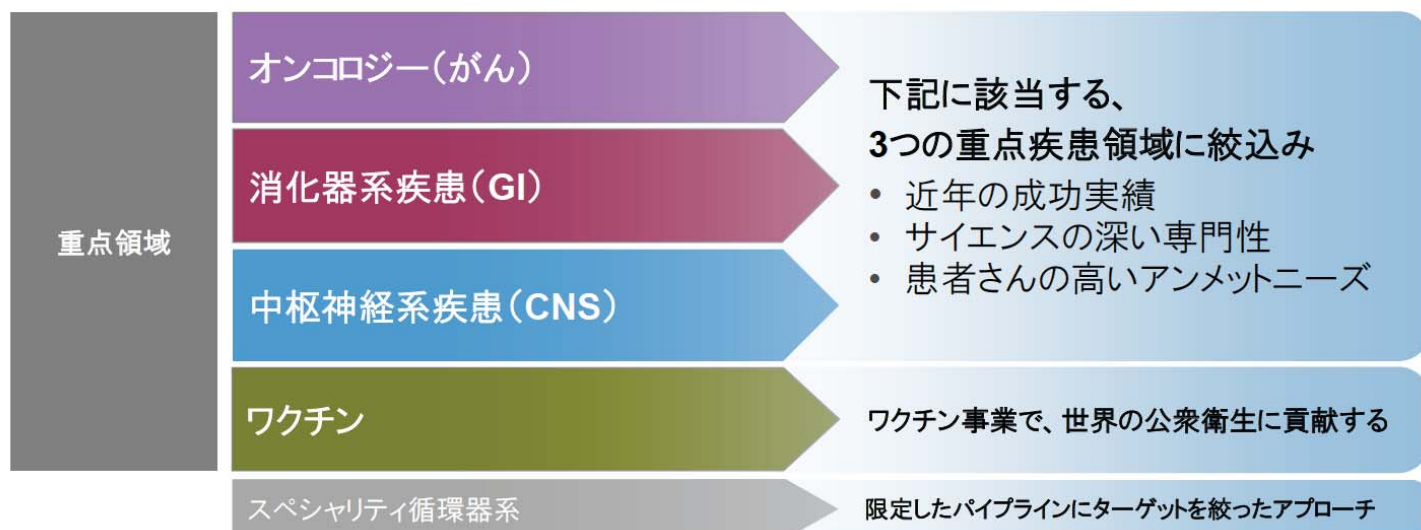 重点領域
オンコロジー(がん)
消化器系疾患(GI)
中枢神経系疾患(CNS)
下記に該当する、
3つの重点疾患領域に絞込み
• 近年の成功実績
• サイエンスの深い専門性
• 患者さんの高いアンメットニーズ
ワクチン
ワクチン事業で、世界の公衆衛生に貢献する
スペシャリティ循環器系
限定したパイプラインにターゲットを絞ったアプローチ